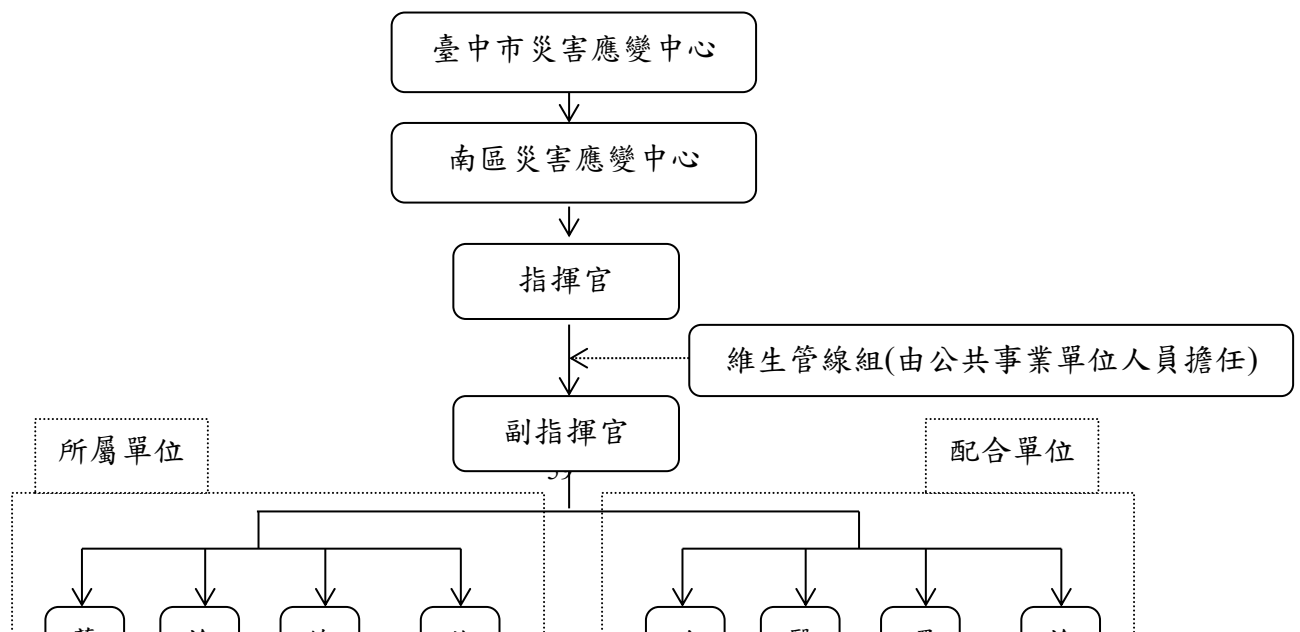 臺中市災害應變中心
南區災害應變中心
指揮官
維生管線組(由公共事業單位人員擔任)
副指揮官
所屬單位
配合單位